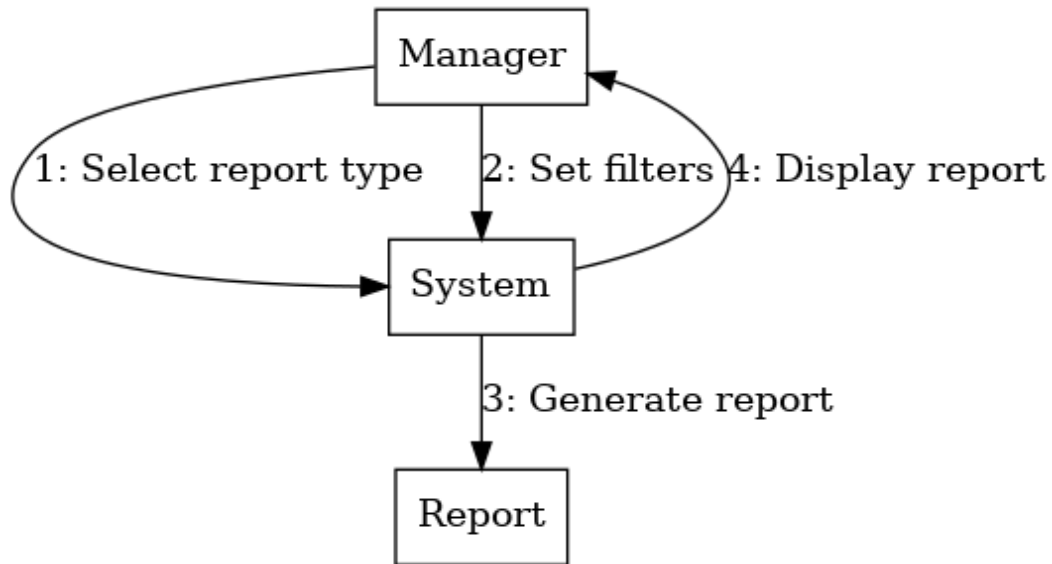 Manager
1: Select report type
2: Set filters
4: Display report
System
3: Generate report
Report